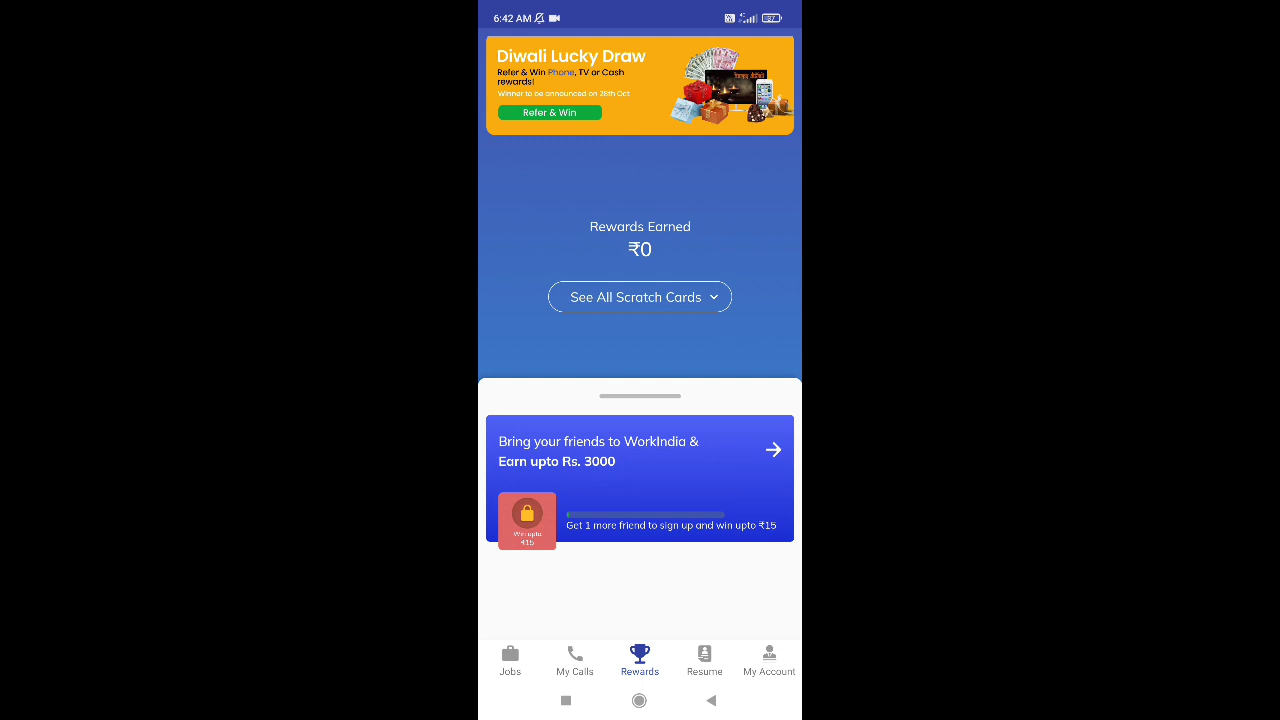 6:42 AM
87
Diwali Lucky Draw
Refer & Win Phone, TV or Cash
rewards!
Winner to be announced on 28th Oct
Refer & Win
Rewards Earned
₹0
See All Scratch Cards
Bring your friends to WorkIndia &
Earn upto Rs. 3000
Win upto
₹15
Get 1 more friend to sign up and win upto ₹15
Jobs
My Calls
Rewards
Resume
My Account